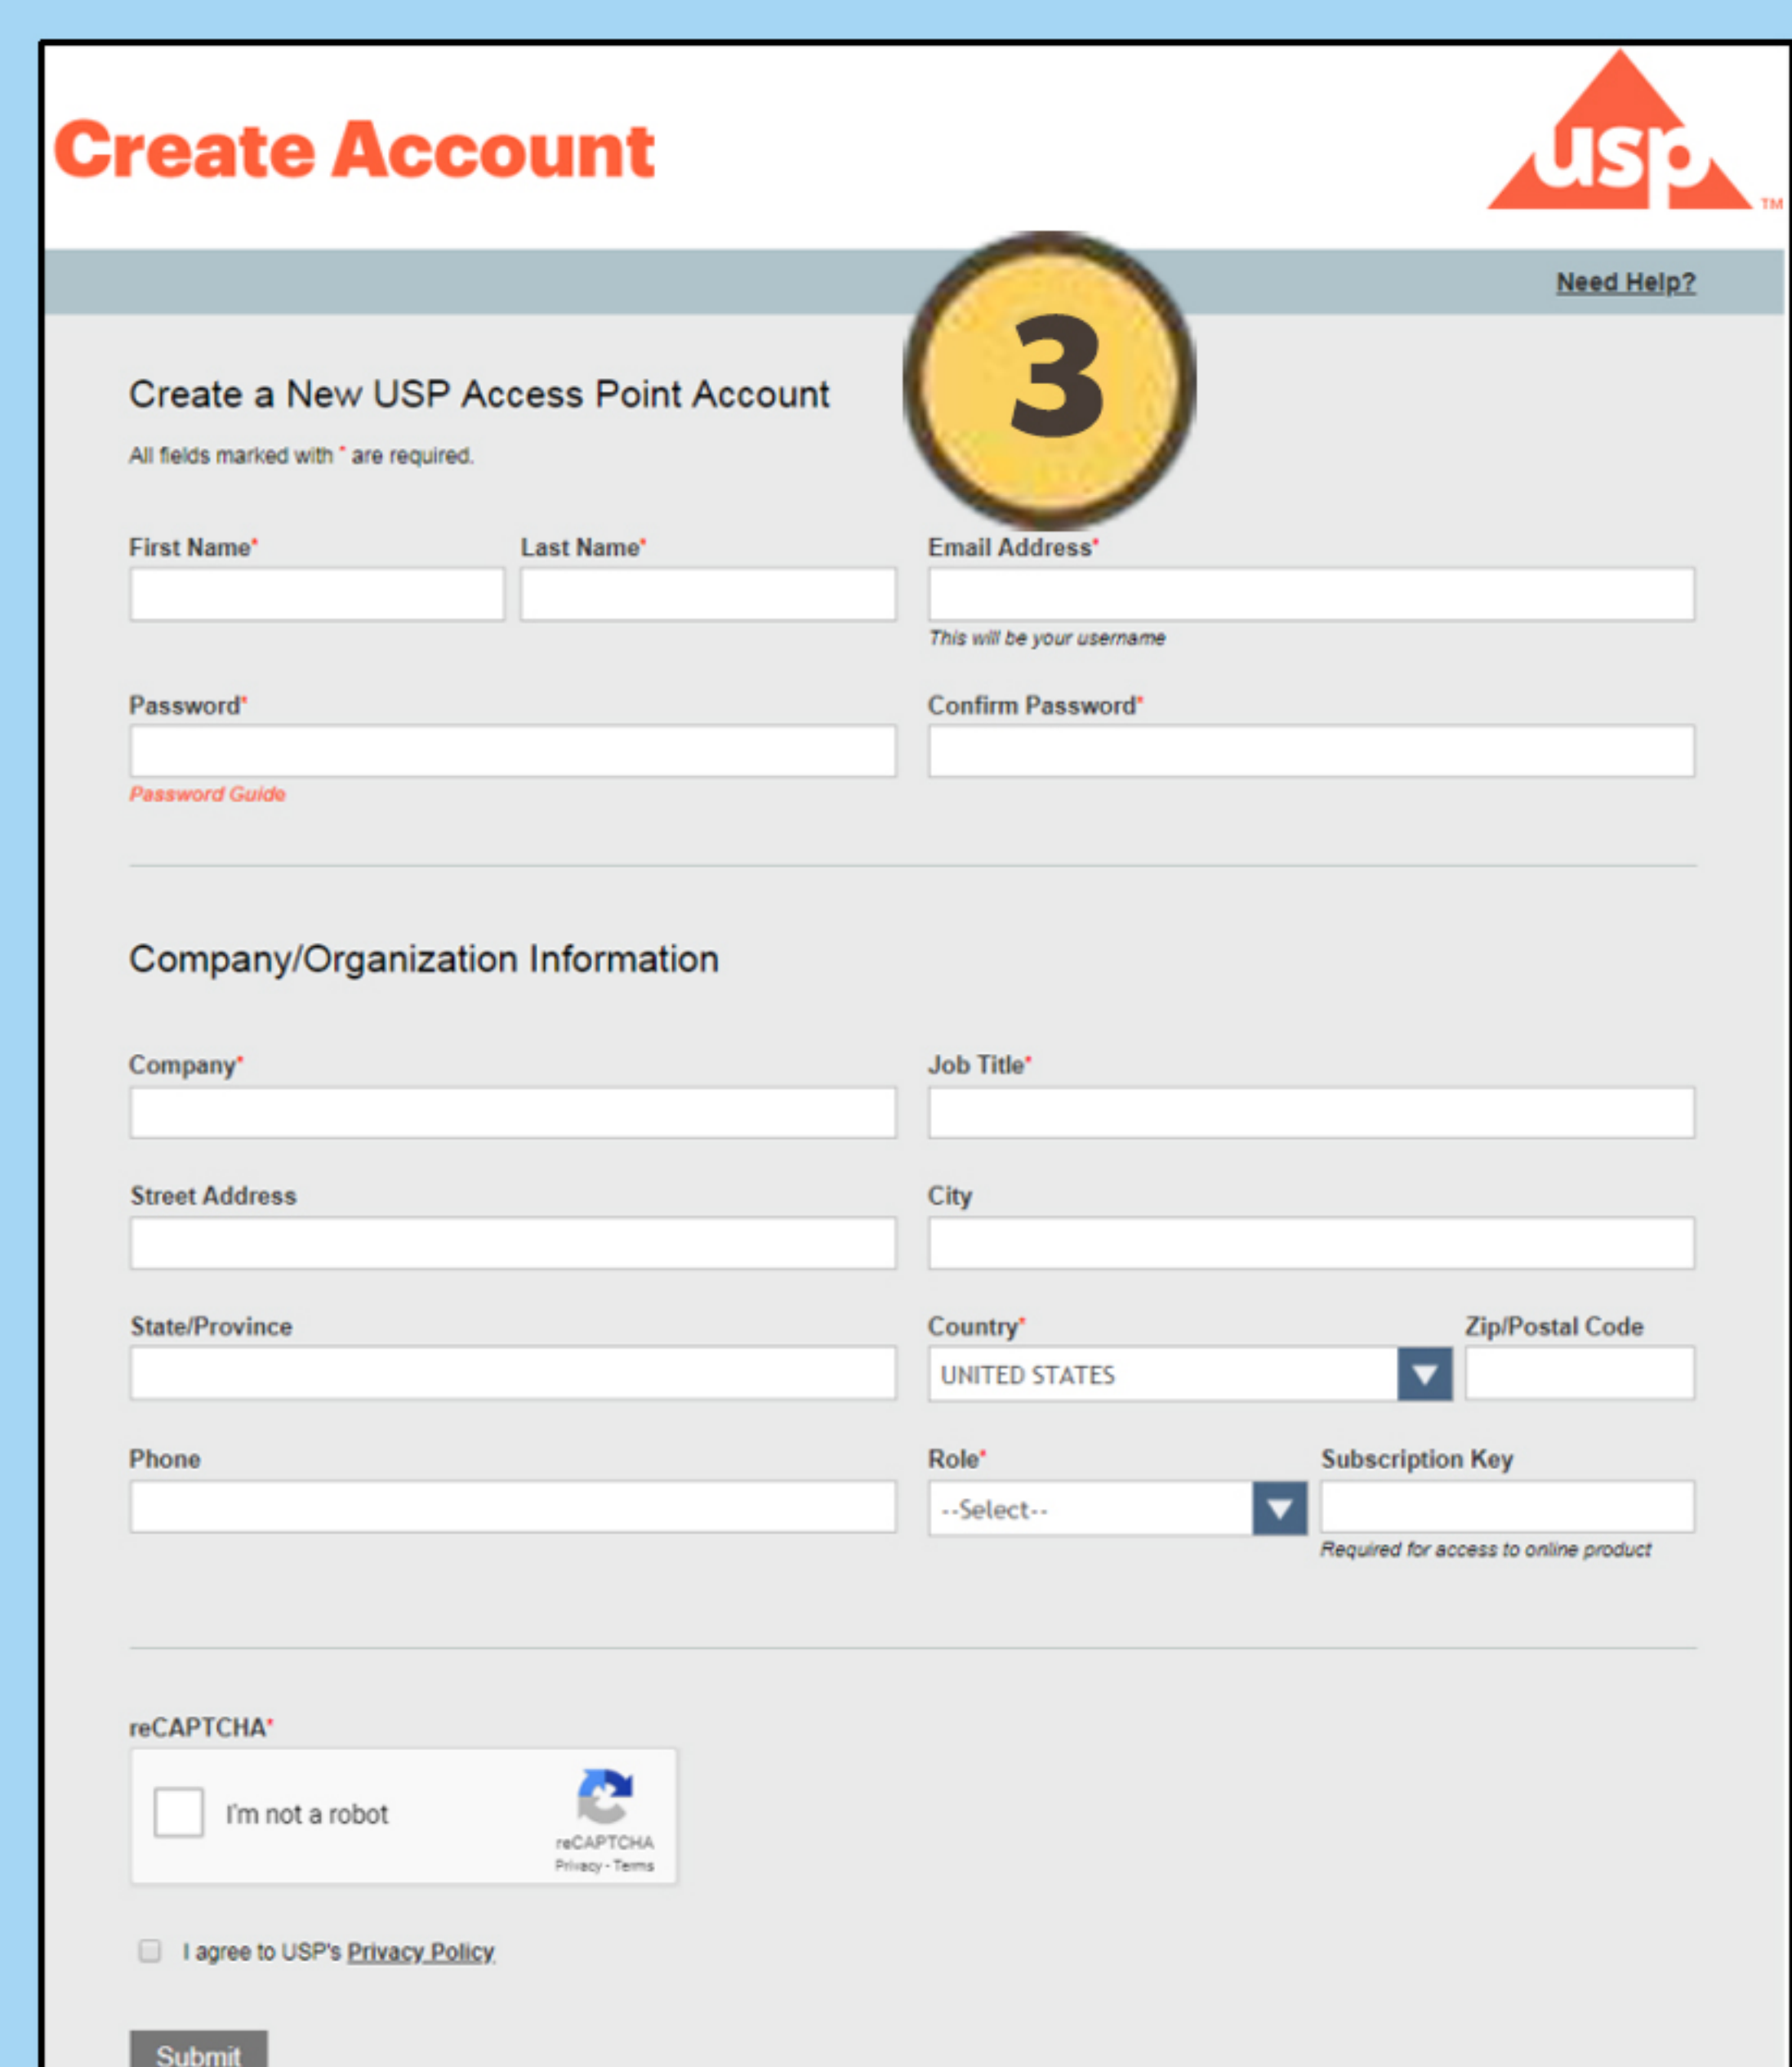 Create Account
usp
TM
Need Help?
3
Create a New USP Access Point Account
All fields marked with * are required.
First Name* Last Name* Email Address*
This will be your username
Password* Confirm Password*
Password Guide
Company/Organization Information
Company* Job Title*
Street Address City
State/Province Country* Zip/Postal Code
UNITED STATES
Phone Role* Subscription Key
--Select--
Required for access to online product
reCAPTCHA*
I'm not a robot
reCAPTCHA
Privacy - Terms
I agree to USP's Privacy Policy
Submit